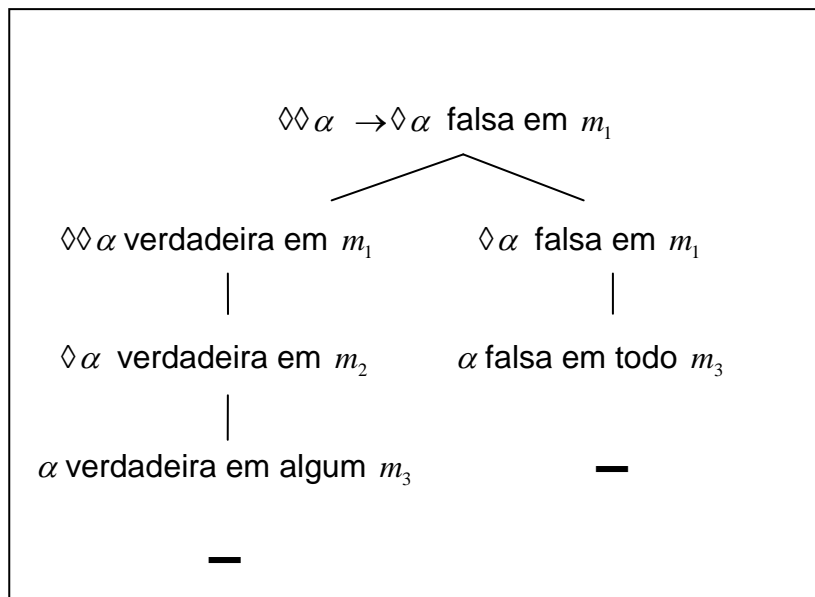 ◊◊α →◊α falsa em m₁
◊◊α verdadeira em m₁ ◊α falsa em m₁
◊α verdadeira em m₂ α falsa em todo m₃
α verdadeira em algum m₃